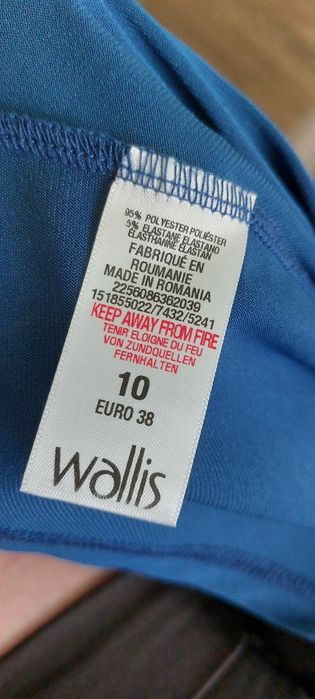 95% POLYESTER POLIÉSTER
5% ELASTANE ELASTANO
ELASTHANNE ELASTAN
FABRIQUÉ EN
ROUMANIE
MADE IN ROMANIA
2256086362039
151855022/7432/5241
KEEP AWAY FROM FIRE
TENIR ELOIGNE DU FEU
VON ZUNDQUELLEN
FERNHALTEN
10
EURO 38
wallis